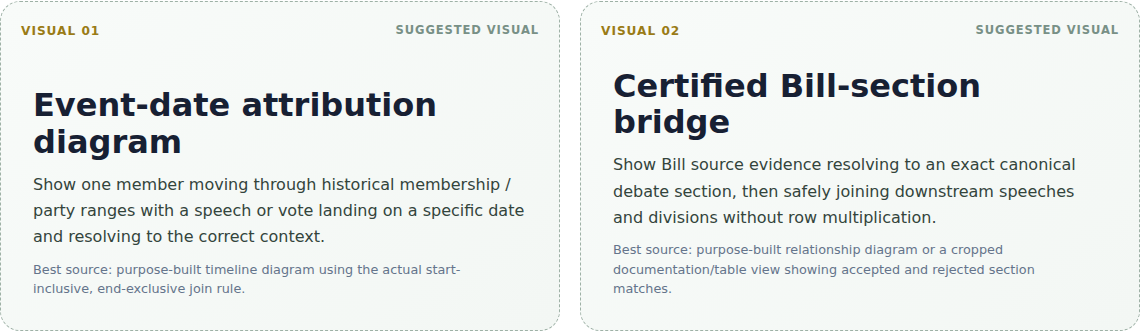 VISUAL 01
SUGGESTED VISUAL
Event-date attribution
diagram
Show one member moving through historical membership /
party ranges with a speech or vote landing on a specific date
and resolving to the correct context.
Best source: purpose-built timeline diagram using the actual start-
inclusive, end-exclusive join rule.
VISUAL 02
SUGGESTED VISUAL
Certified Bill-section
bridge
Show Bill source evidence resolving to an exact canonical
debate section, then safely joining downstream speeches
and divisions without row multiplication.
Best source: purpose-built relationship diagram or a cropped
documentation/table view showing accepted and rejected section
matches.